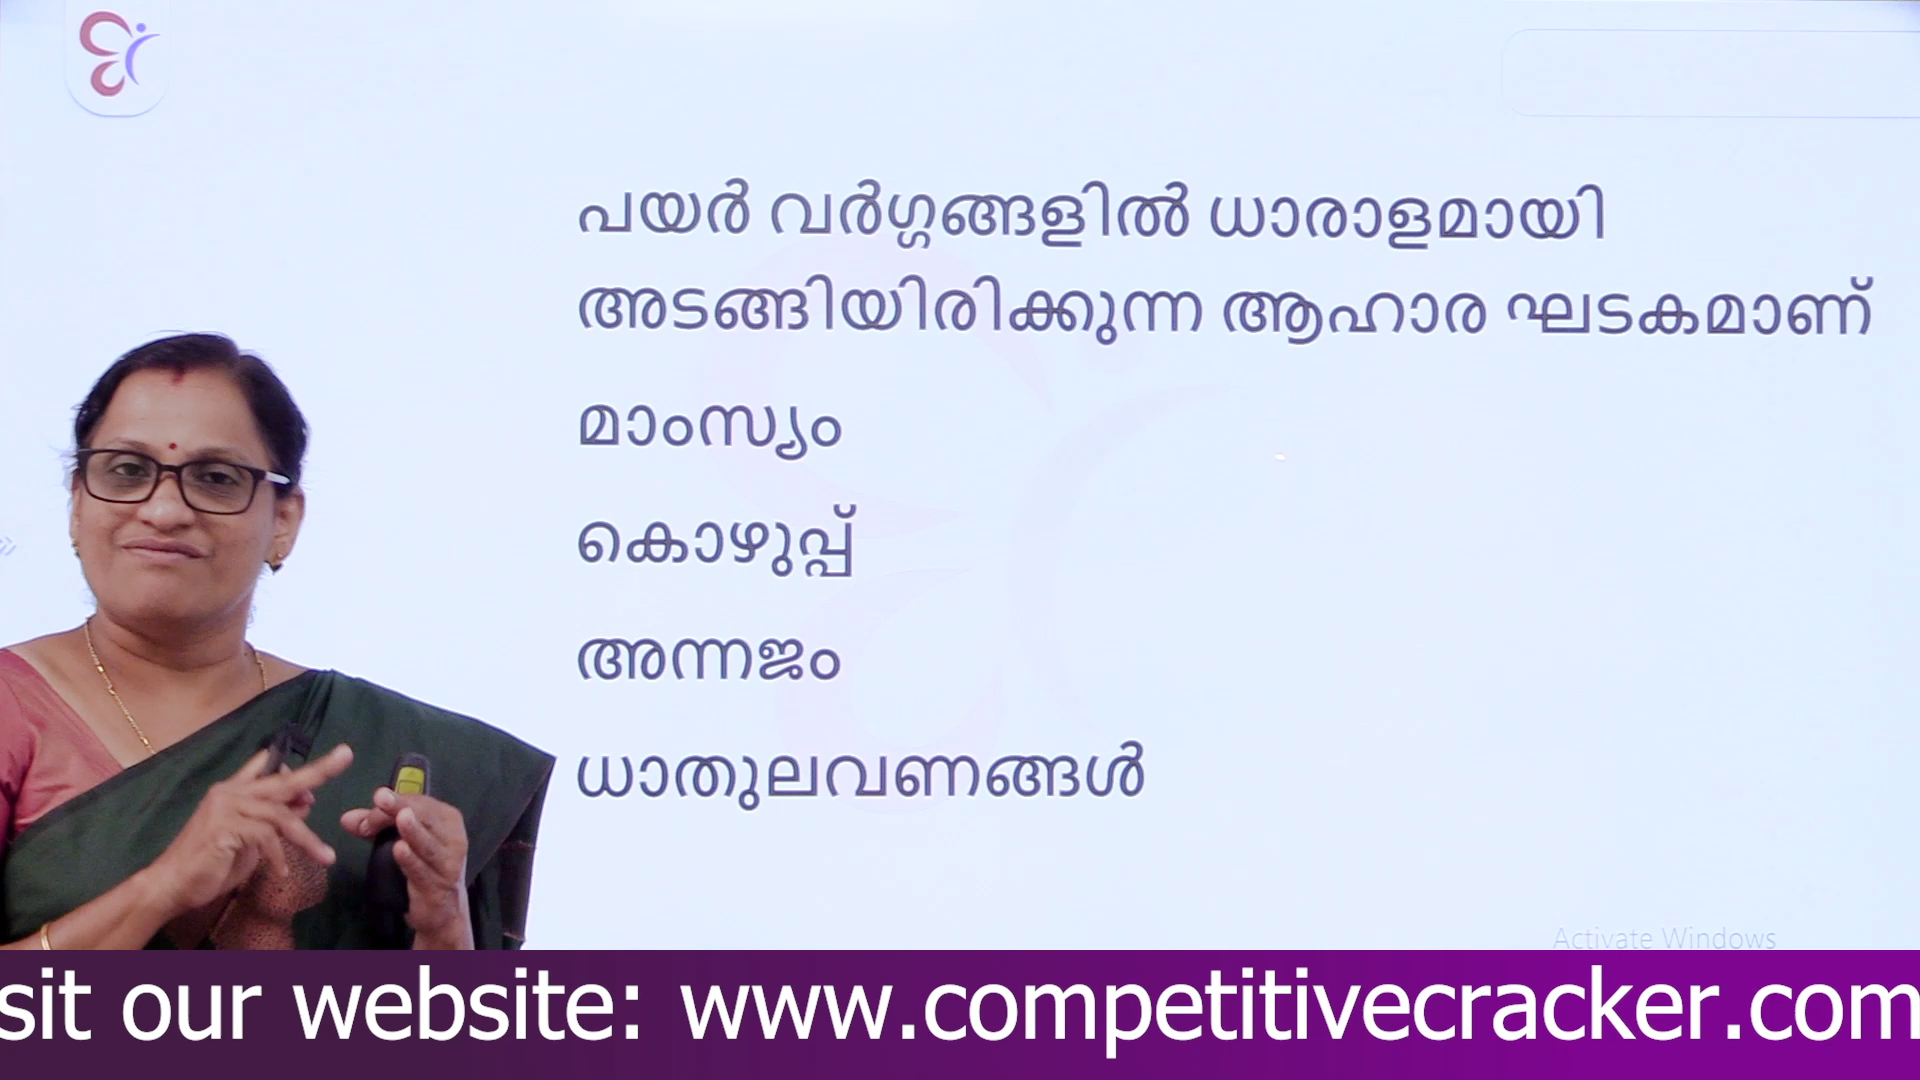 പയർ വർഗ്ഗങ്ങളിൽ ധാരാളമായി
അടങ്ങിയിരിക്കുന്ന ആഹാര ഘടകമാണ്
മാംസ്യം
കൊഴുപ്പ്
അന്നജം
ധാതുലവണങ്ങൾ
Activate Windows
sit our website: www.competitivecracker.com